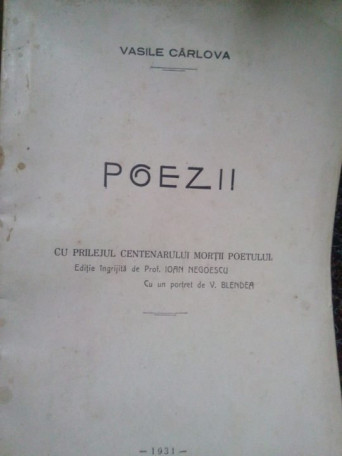 VASILE CÂRLOVA
POEZII
CU PRILEJUL CENTENARULUI MORȚII POETULUI
Ediție îngrijită de Prof. IOAN NEGOESCU
Cu un portret de V. BLENDEA
— 1931 —